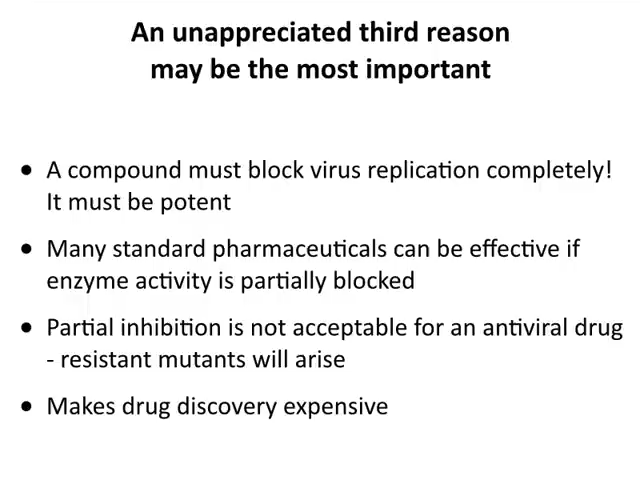 An unappreciated third reason
may be the most important
• A compound must block virus replication completely!
It must be potent
• Many standard pharmaceuticals can be effective if
enzyme activity is partially blocked
• Partial inhibition is not acceptable for an antiviral drug
- resistant mutants will arise
• Makes drug discovery expensive